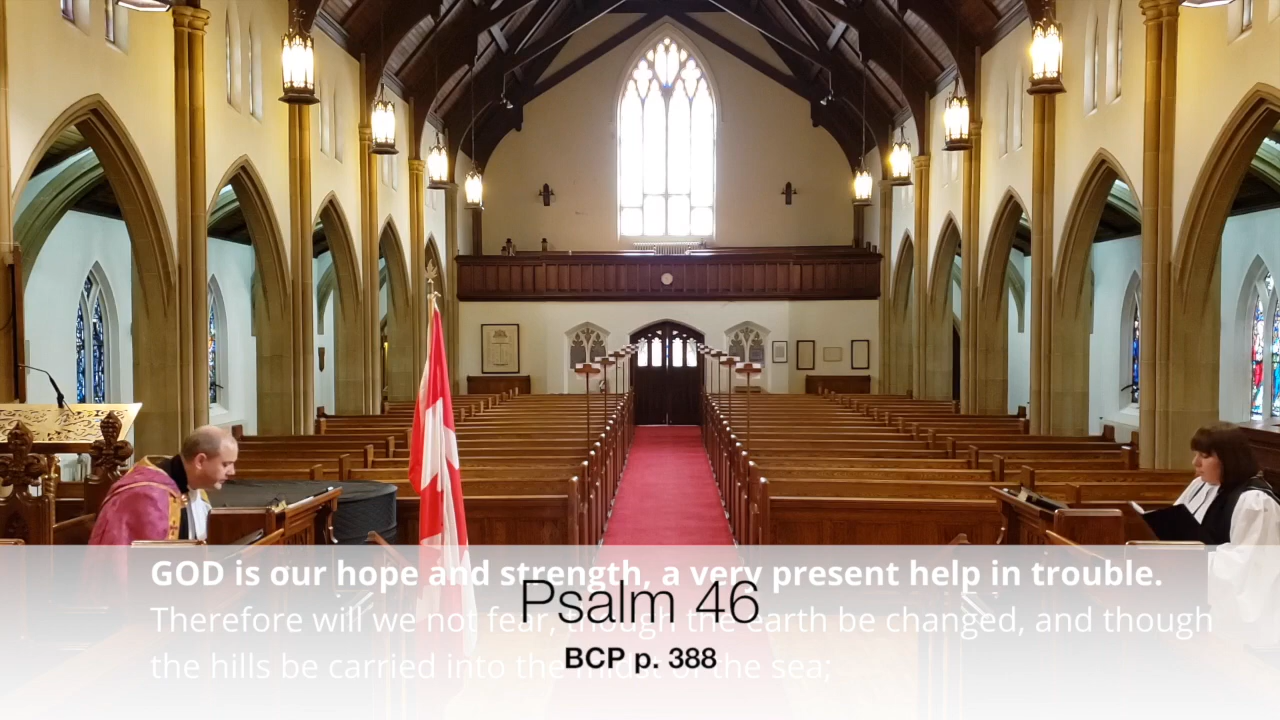 GOD is our hope and strength, a very present help in trouble.
Psalm 46
Therefore will we not fear, though the earth be changed, and though
BCP p. 388
the hills be carried into the midst of the sea;